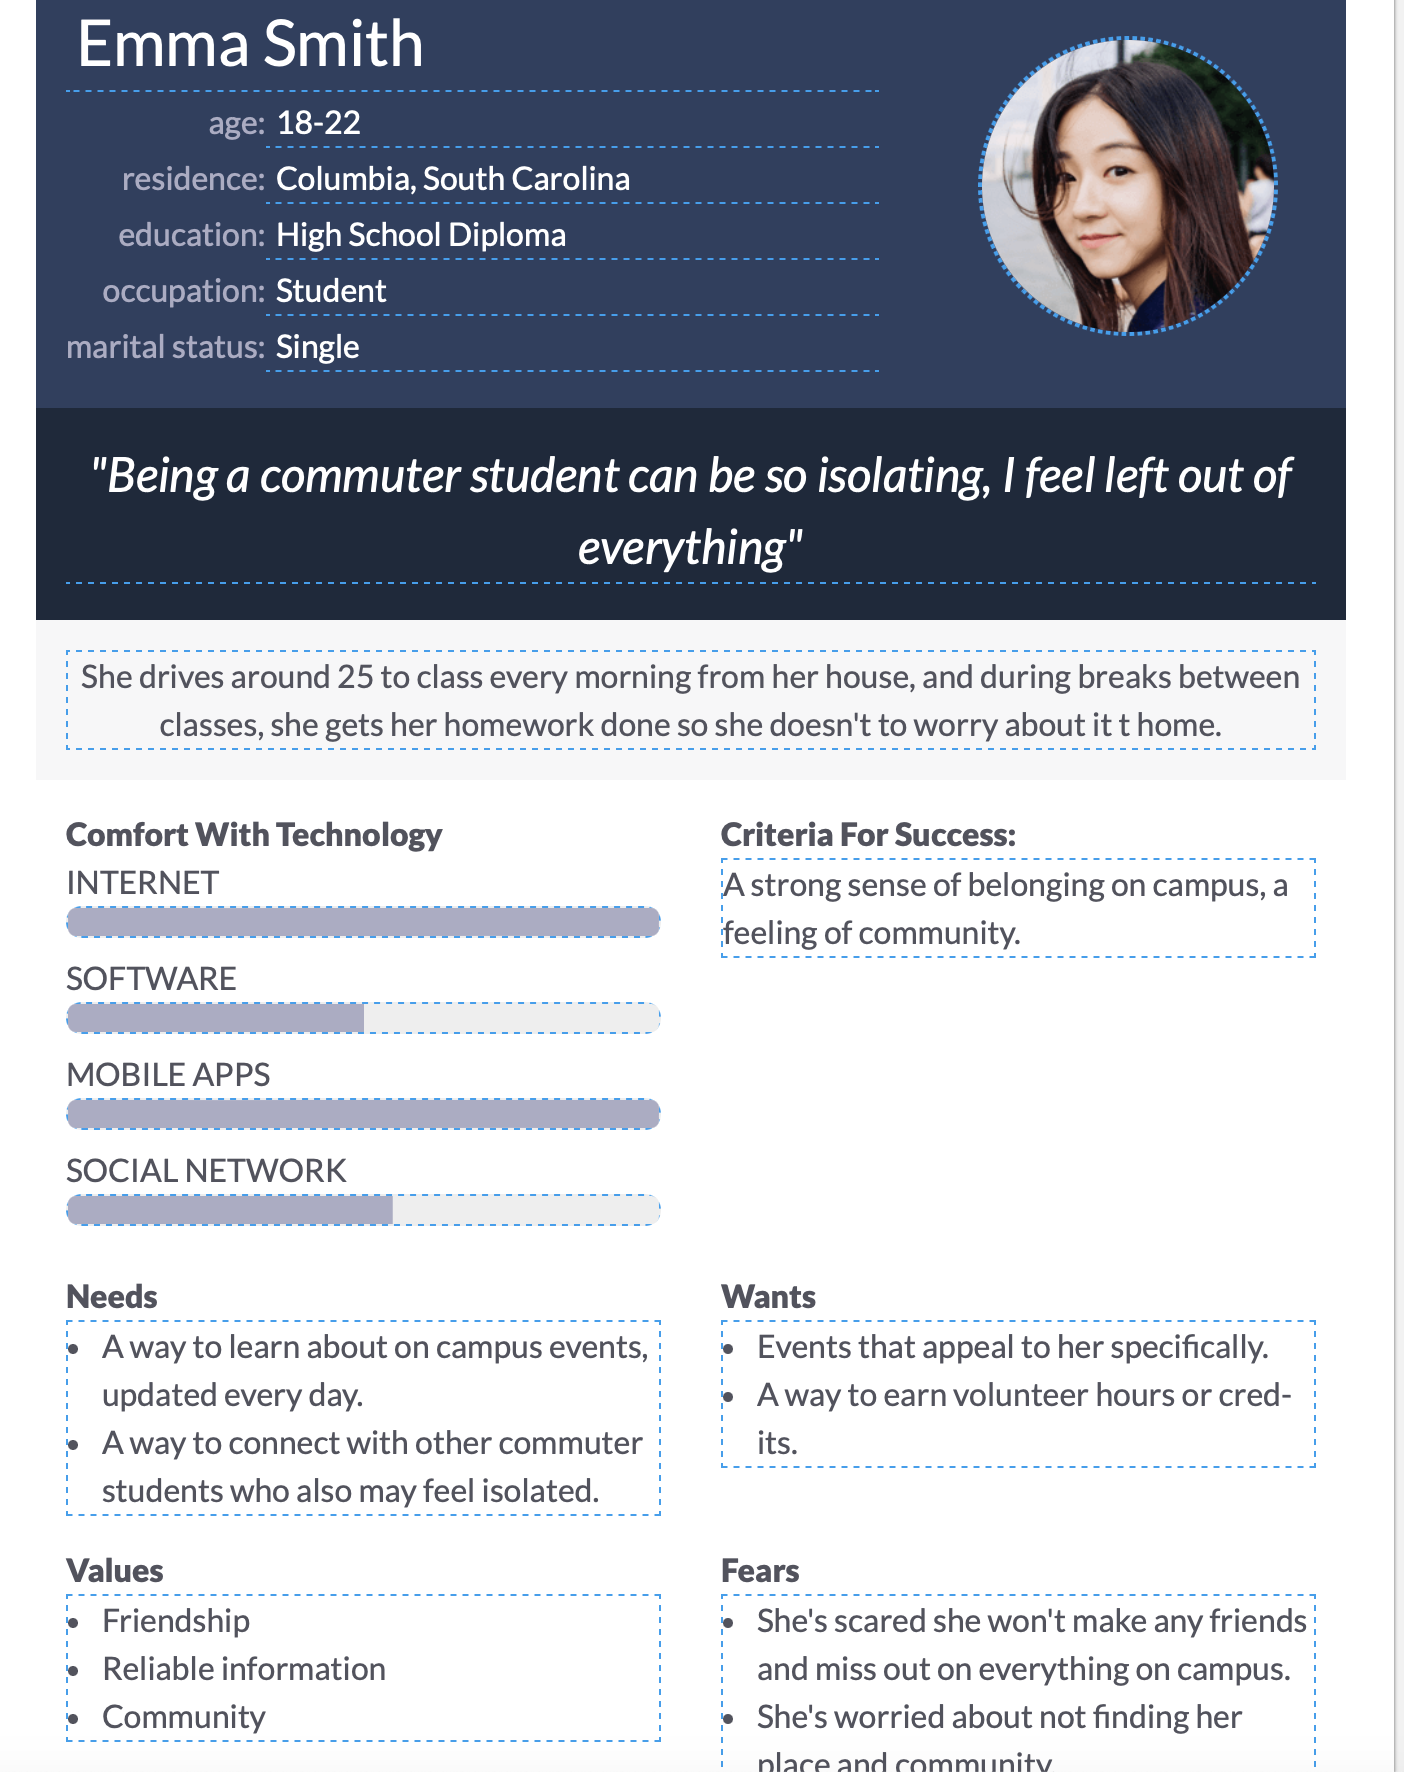 Emma Smith
age: 18-22
residence: Columbia, South Carolina
education: High School Diploma
occupation: Student
marital status: Single
"Being a commuter student can be so isolating, I feel left out of
everything"
She drives around 25 to class every morning from her house, and during breaks between
classes, she gets her homework done so she doesn't to worry about it t home.
Comfort With Technology
INTERNET
SOFTWARE
MOBILE APPS
SOCIAL NETWORK
Criteria For Success:
A strong sense of belonging on campus, a
feeling of community.
Needs
• A way to learn about on campus events,
updated every day.
• A way to connect with other commuter
students who also may feel isolated.
Wants
• Events that appeal to her specifically.
• A way to earn volunteer hours or cred-
its.
Values
• Friendship
• Reliable information
• Community
Fears
• She's scared she won't make any friends
and miss out on everything on campus.
• She's worried about not finding her
place and community